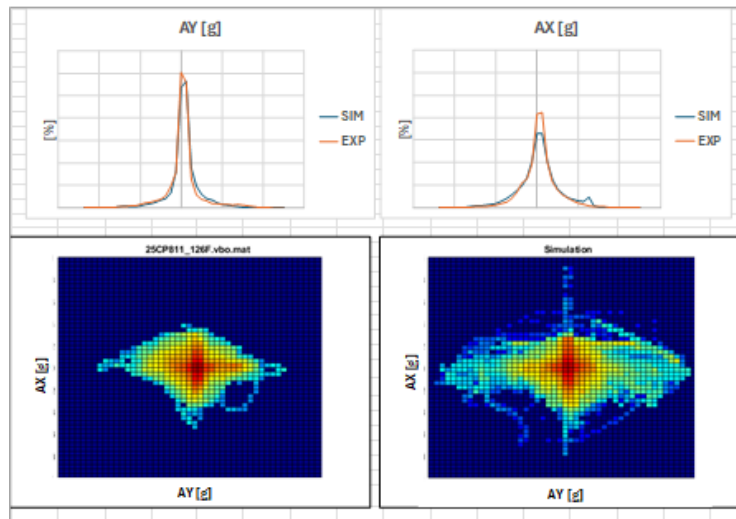 AY [g]
[%]
SIM
EXP
AX [g]
[%]
SIM
EXP
25CP811_126F.vbo.mat
AX [g]
AY [g]
Simulation
AX [g]
AY [g]